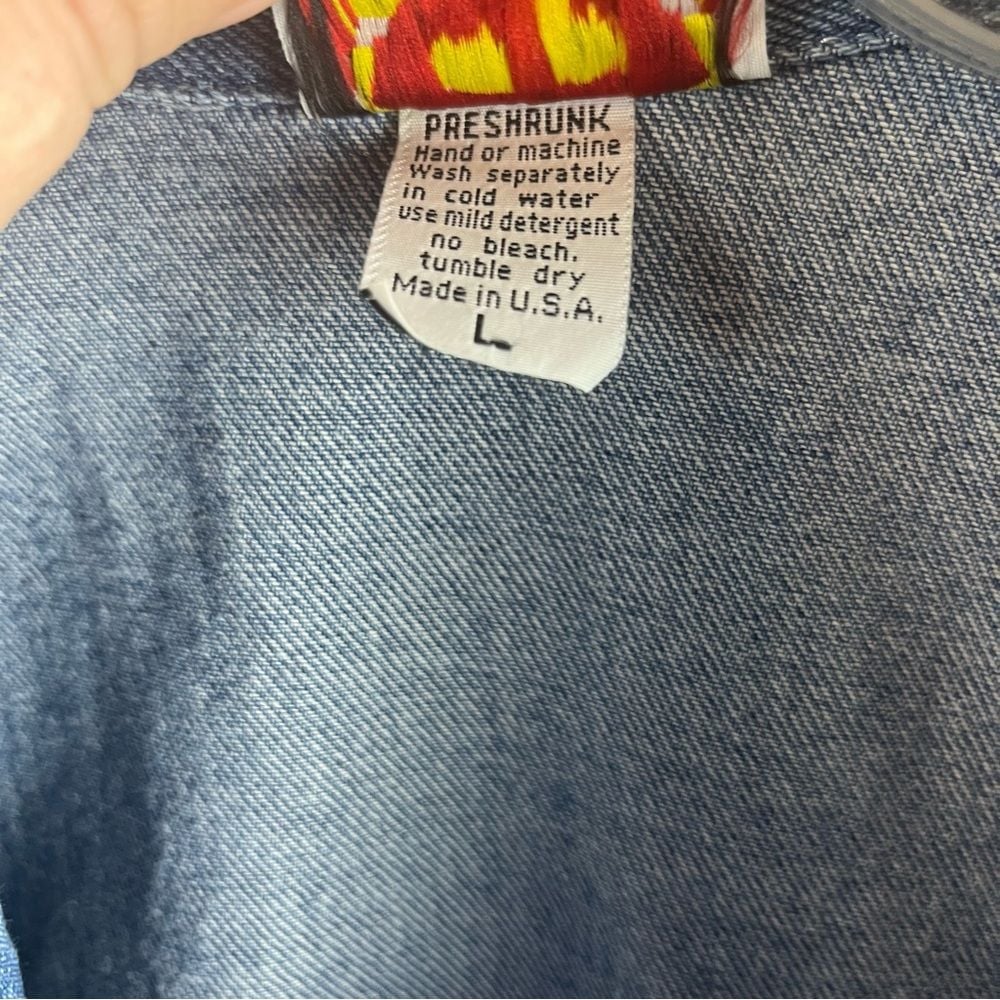 PRESHRUNK
Hand or machine
Wash separately
in cold water
use mild detergent
no bleach.
tumble dry
Made in U.S.A.
L